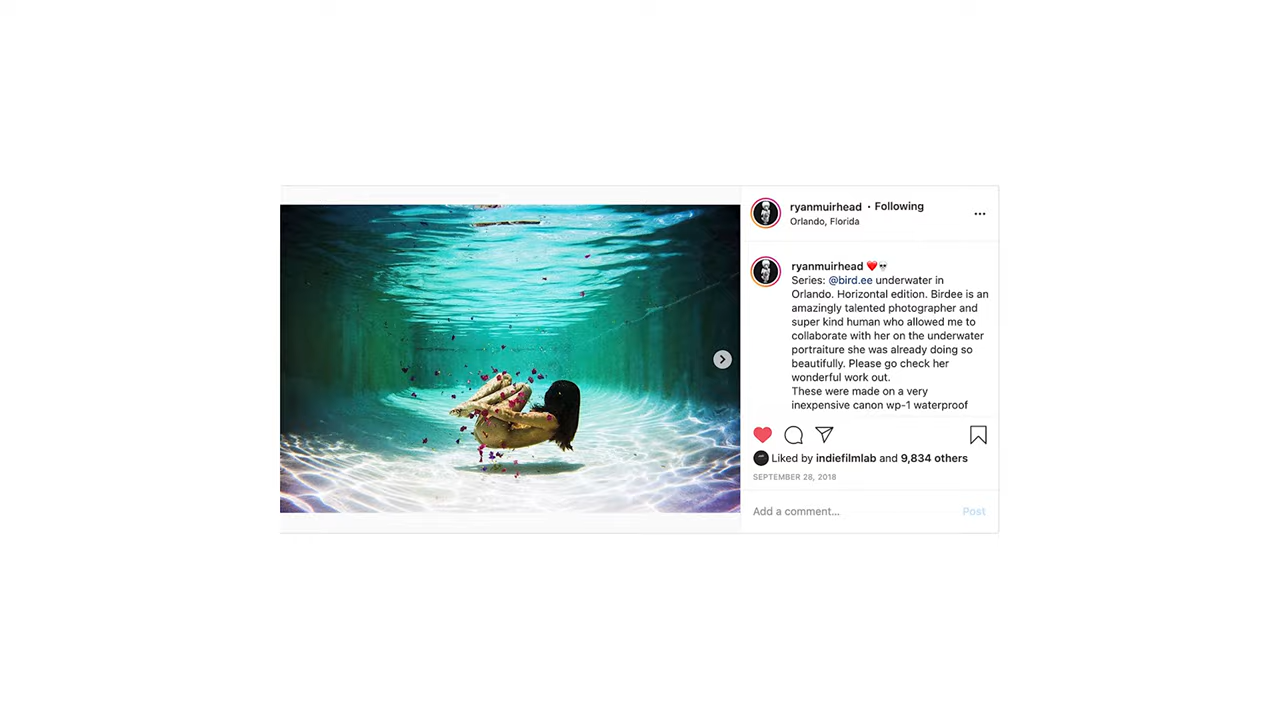 ryanmuirhead • Following
Orlando, Florida
ryanmuirhead ❤️💀
Series: @bird.ee underwater in
Orlando. Horizontal edition. Birdee is an
amazingly talented photographer and
super kind human who allowed me to
collaborate with her on the underwater
portraiture she was already doing so
beautifully. Please go check her
wonderful work out.
These were made on a very
inexpensive canon wp-1 waterproof
Liked by indiefilmlab and 9,834 others
SEPTEMBER 28, 2018
Add a comment...
Post